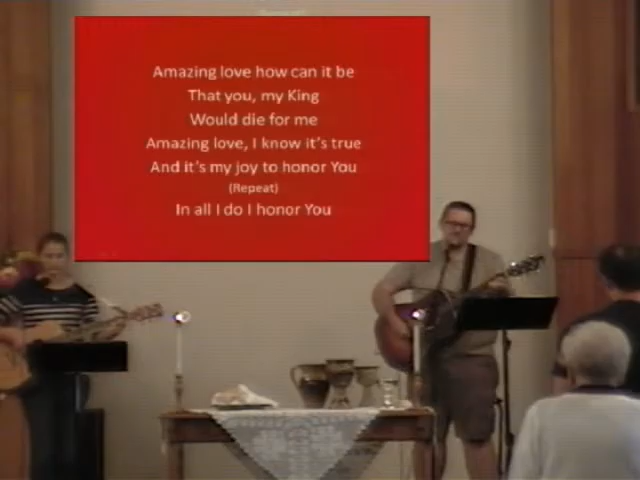 Amazing love how can it be
That you, my King
Would die for me
Amazing love, I know it's true
And it's my joy to honor You
(Repeat)
In all I do I honor You